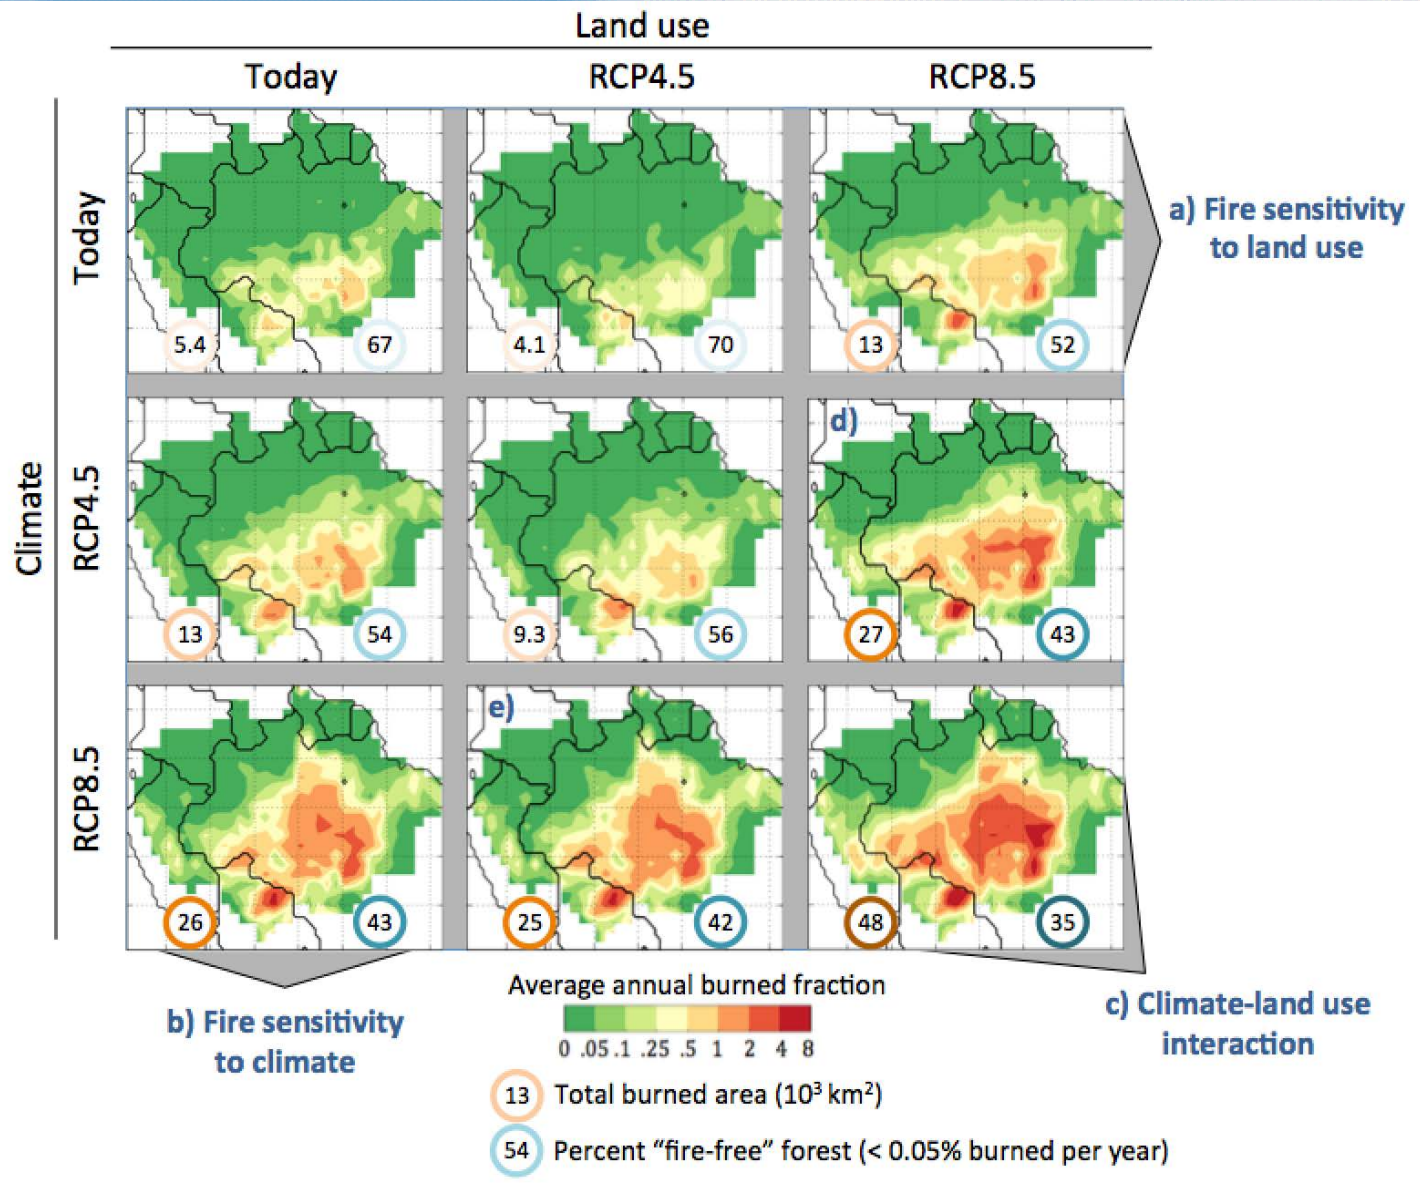 Land use
Today RCP4.5 RCP8.5
Climate
Today
5.4 67 4.1 70 13 52
a) Fire sensitivity
to land use
RCP4.5
d)
13 54 9.3 56 27 43
RCP8.5
e)
26 43 25 42 48 35
b) Fire sensitivity
to climate
c) Climate-land use
interaction
Average annual burned fraction
0 .05 .1 .25 .5 1 2 4 8
13 Total burned area (10³ km²)
54 Percent “fire-free” forest (< 0.05% burned per year)